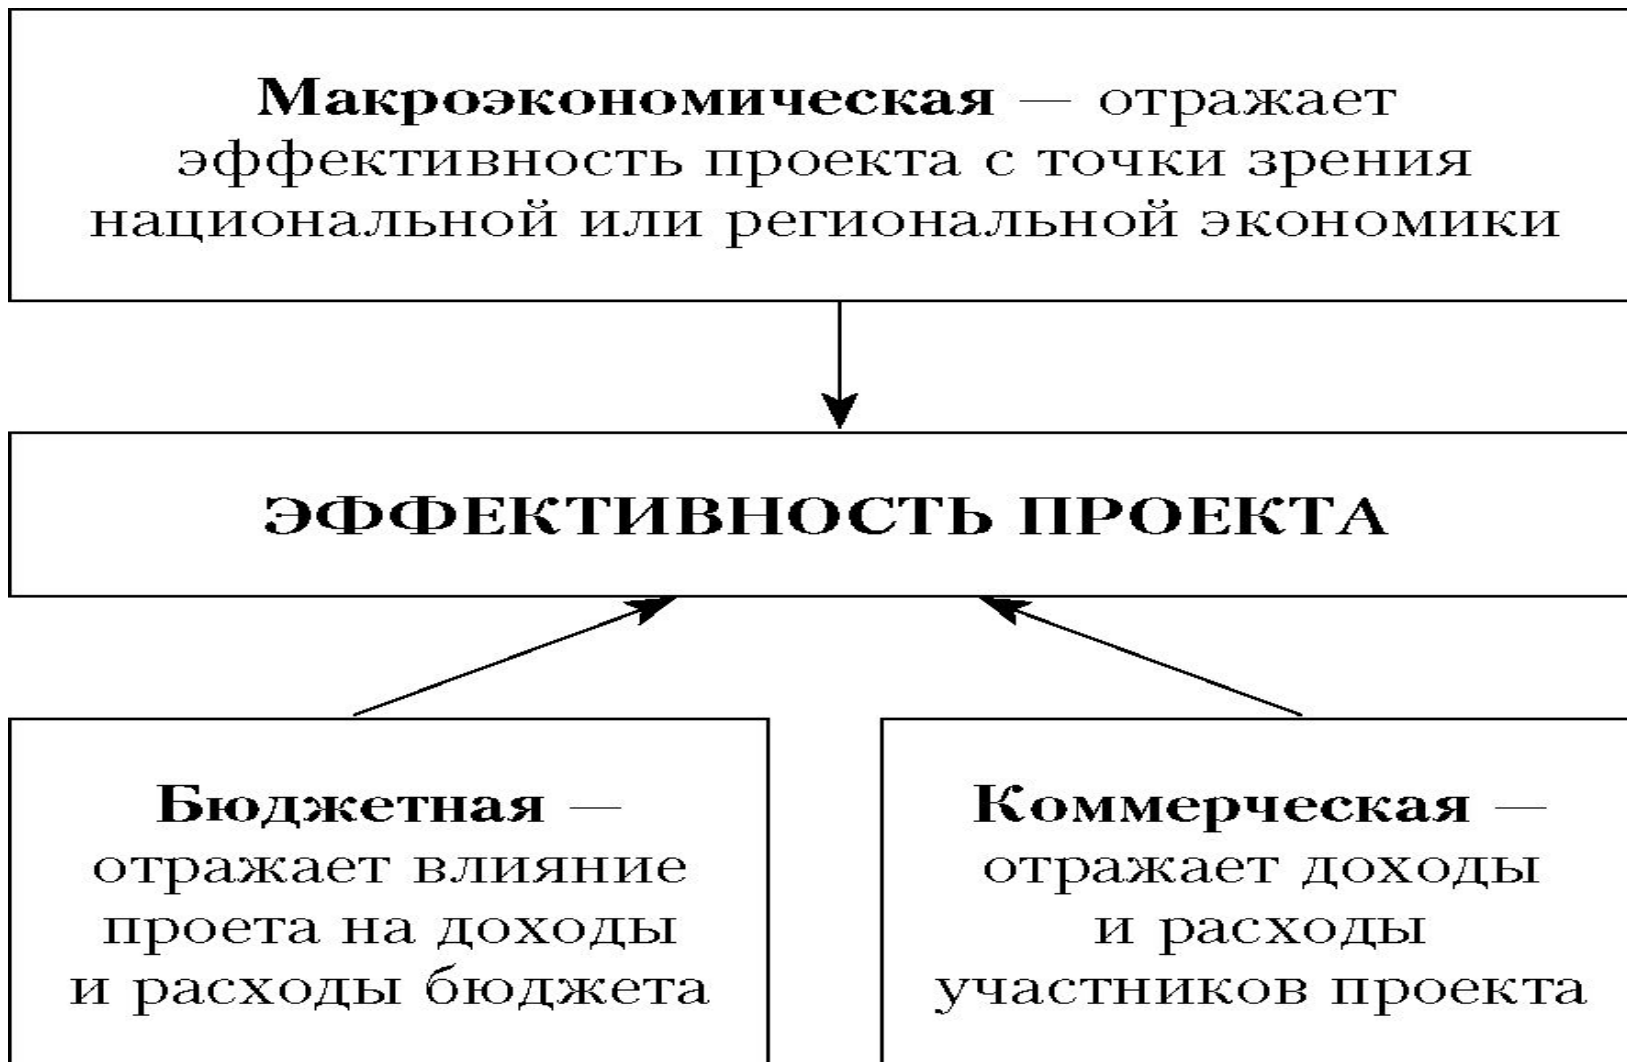 Макроэкономическая — отражает
эффективность проекта с точки зрения
национальной или региональной экономики
ЭФФЕКТИВНОСТЬ ПРОЕКТА
Бюджетная —
отражает влияние
проета на доходы
и расходы бюджета
Коммерческая —
отражает доходы
и расходы
участников проекта